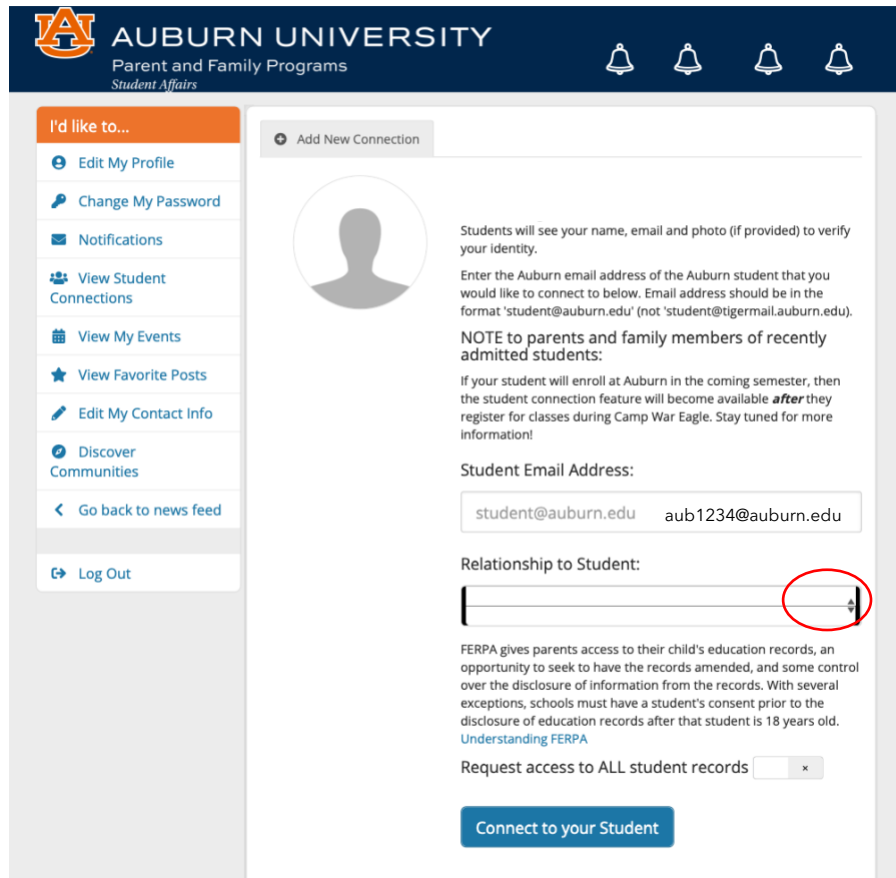 AUBURN UNIVERSITY
Parent and Family Programs
Student Affairs
I'd like to...
Edit My Profile
Change My Password
Notifications
View Student
Connections
View My Events
View Favorite Posts
Edit My Contact Info
Discover
Communities
Go back to news feed
Log Out
Add New Connection
Students will see your name, email and photo (if provided) to verify
your identity.
Enter the Auburn email address of the Auburn student that you
would like to connect to below. Email address should be in the
format 'student@auburn.edu' (not 'student@tigermail.auburn.edu).
NOTE to parents and family members of recently
admitted students:
If your student will enroll at Auburn in the coming semester, then
the student connection feature will become available after they
register for classes during Camp War Eagle. Stay tuned for more
information!
Student Email Address:
student@auburn.edu aub1234@auburn.edu
Relationship to Student:
FERPA gives parents access to their child's education records, an
opportunity to seek to have the records amended, and some control
over the disclosure of information from the records. With several
exceptions, schools must have a student's consent prior to the
disclosure of education records after that student is 18 years old.
Understanding FERPA
Request access to ALL student records ×
Connect to your Student